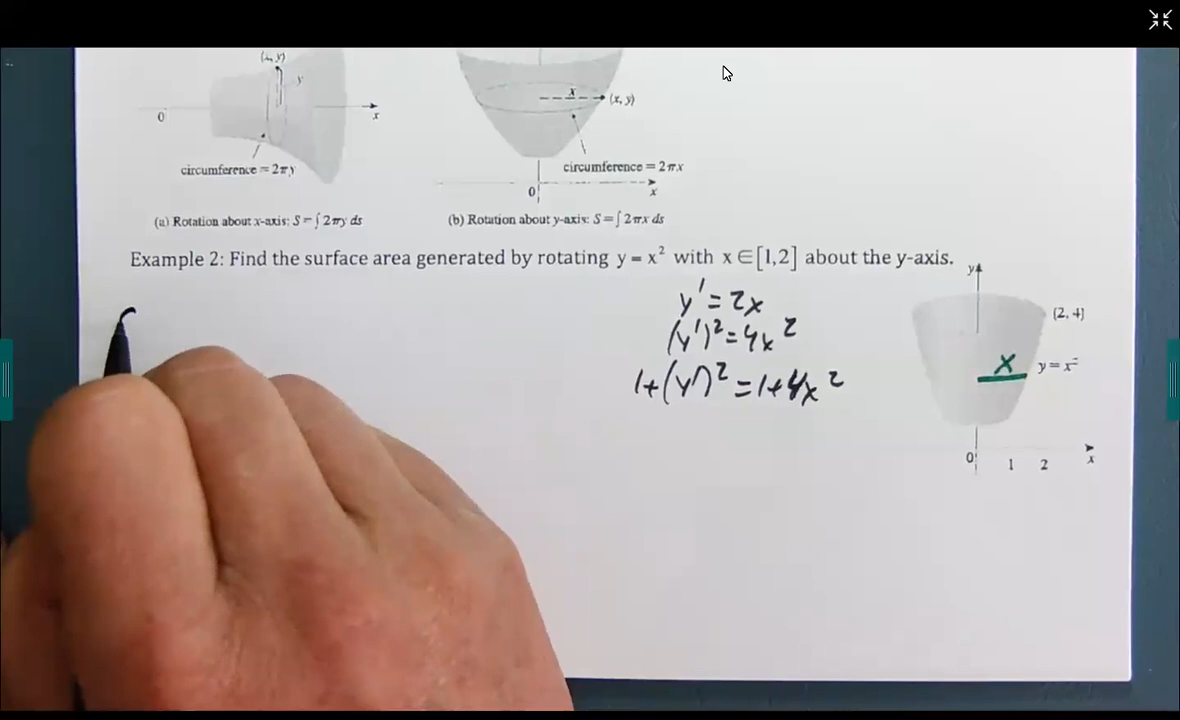 (x, y)
y
0
x
circumference = 2πy
(a) Rotation about x-axis: S = ∫ 2πy ds
x
(x, y)
circumference = 2πx
0
x
(b) Rotation about y-axis: S = ∫ 2πx ds
Example 2: Find the surface area generated by rotating y = x² with x ∈ [1,2] about the y-axis.
y' = 2x
(y')² = 4x²
1+(y')² = 1+4x²
y
(2, 4)
x
y = x²
0
1 2
x